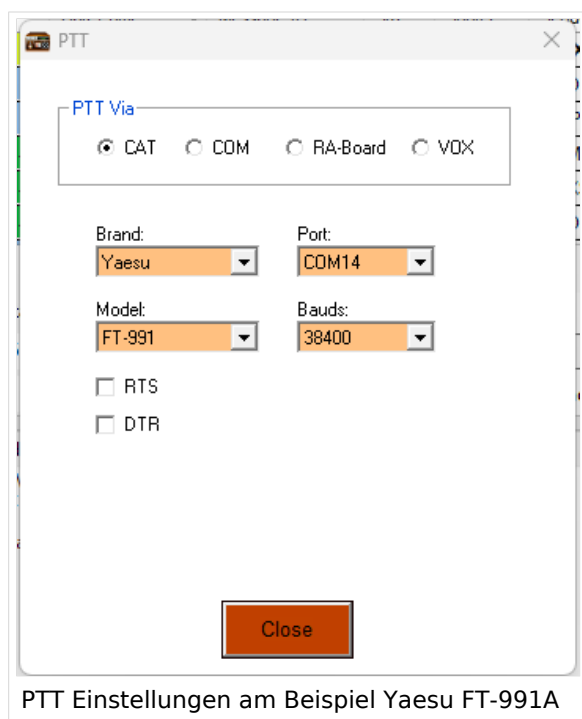 PTT
PTT Via
CAT COM RA-Board VOX
Brand: Port:
Yaesu COM14
Model: Bauds:
FT-991 38400
RTS
DTR
Close
PTT Einstellungen am Beispiel Yaesu FT-991A